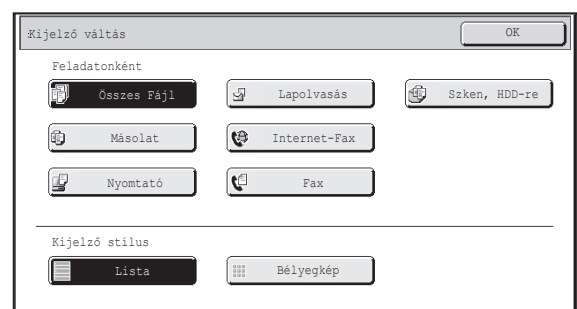 Kijelző váltás OK
Feladatonként
Összes Fájl Lapolvasás Szken, HDD-re
Másolat Internet-Fax
Nyomtató Fax
Kijelző stílus
Lista Bélyegkép